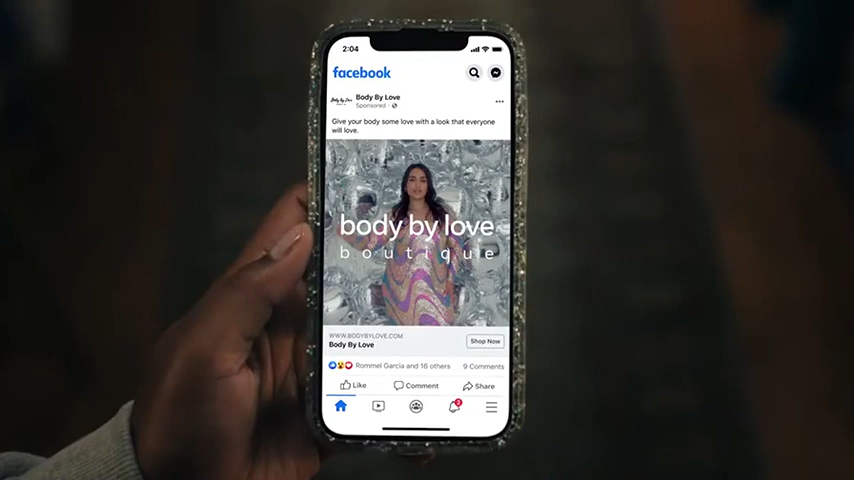 2:04
facebook
Body By Love
Sponsored ·
Give your body some love with a look that everyone
will love.
body by love
boutique
WWW.BODYBYLOVE.COM
Body By Love
Shop Now
Rommel Garcia and 16 others
9 Comments
Like
Comment
Share
2